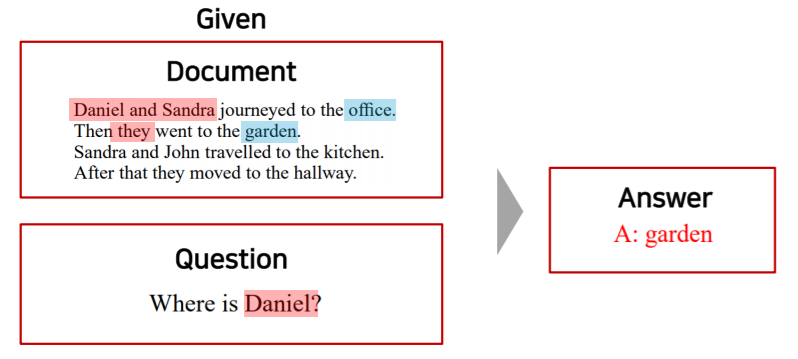 Given
Document
Daniel and Sandra journeyed to the office.
Then they went to the garden.
Sandra and John travelled to the kitchen.
After that they moved to the hallway.
Question
Where is Daniel?
Answer
A: garden